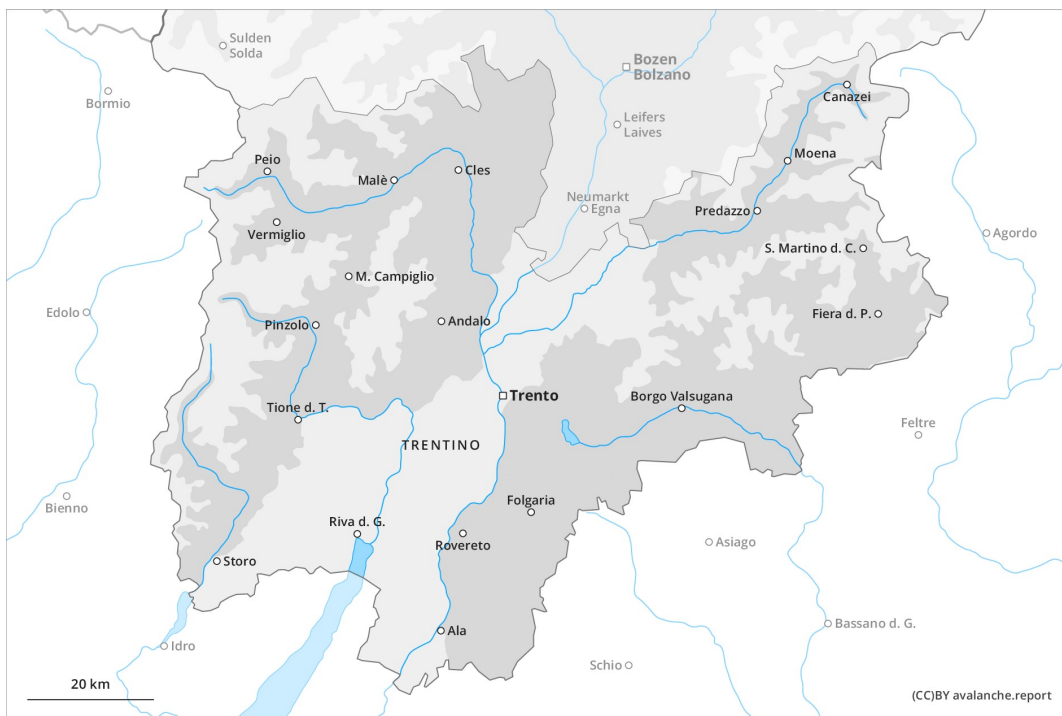 Sulden
Solda
Bozen
Bolzano
Bormio
Canazei
Leifers
Laives
Moena
Peio
Malè
Cles
Neumarkt
Egna
Predazzo
Vermiglio
S. Martino d. C.
Agordo
M. Campiglio
Edolo
Pinzolo
Andalo
Fiera d. P.
Trento
Borgo Valsugana
Tione d. T.
Feltre
TRENTINO
Bienno
Folgaria
Riva d. G.
Rovereto
Asiago
Storo
Ala
Bassano d. G.
Idro
Schio
20 km
(CC)BY avalanche.report